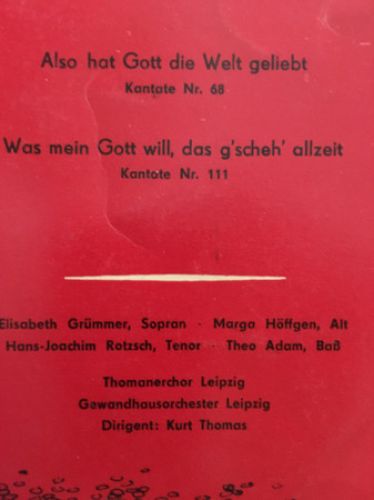 Also hat Gott die Welt geliebt
Kantate Nr. 68
Was mein Gott will, das g'scheh' allzeit
Kantate Nr. 111
Elisabeth Grümmer, Sopran · Marga Höffgen, Alt
Hans-Joachim Rotzsch, Tenor · Theo Adam, Baß
Thomanerchor Leipzig
Gewandhausorchester Leipzig
Dirigent: Kurt Thomas